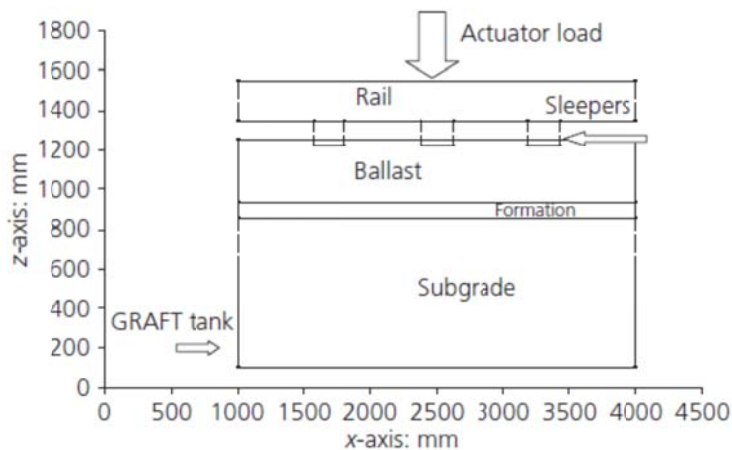 1800
1600
1400
1200
1000
800
600
400
200
0
z-axis: mm
Actuator load
Rail
Sleepers
Ballast
Formation
Subgrade
GRAFT tank
0 500 1000 1500 2000 2500 3000 3500 4000 4500
x-axis: mm